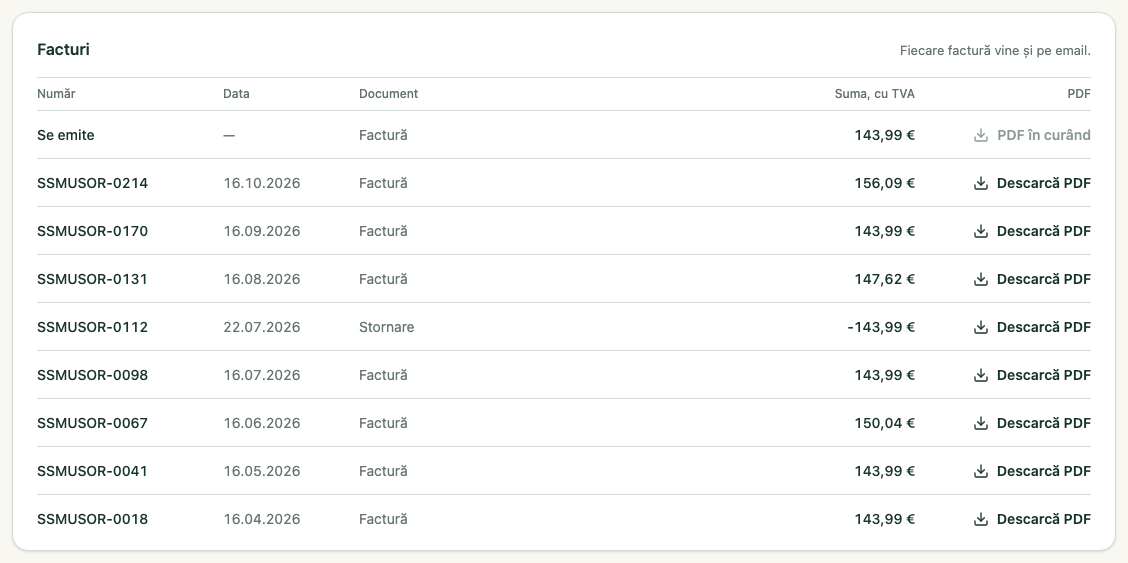 Facturi
Fiecare factură vine și pe email.
Număr Data Document Suma, cu TVA PDF
Se emite — Factură 143,99 € PDF în curând
SSMUSOR-0214 16.10.2026 Factură 156,09 € Descarcă PDF
SSMUSOR-0170 16.09.2026 Factură 143,99 € Descarcă PDF
SSMUSOR-0131 16.08.2026 Factură 147,62 € Descarcă PDF
SSMUSOR-0112 22.07.2026 Stornare -143,99 € Descarcă PDF
SSMUSOR-0098 16.07.2026 Factură 143,99 € Descarcă PDF
SSMUSOR-0067 16.06.2026 Factură 150,04 € Descarcă PDF
SSMUSOR-0041 16.05.2026 Factură 143,99 € Descarcă PDF
SSMUSOR-0018 16.04.2026 Factură 143,99 € Descarcă PDF